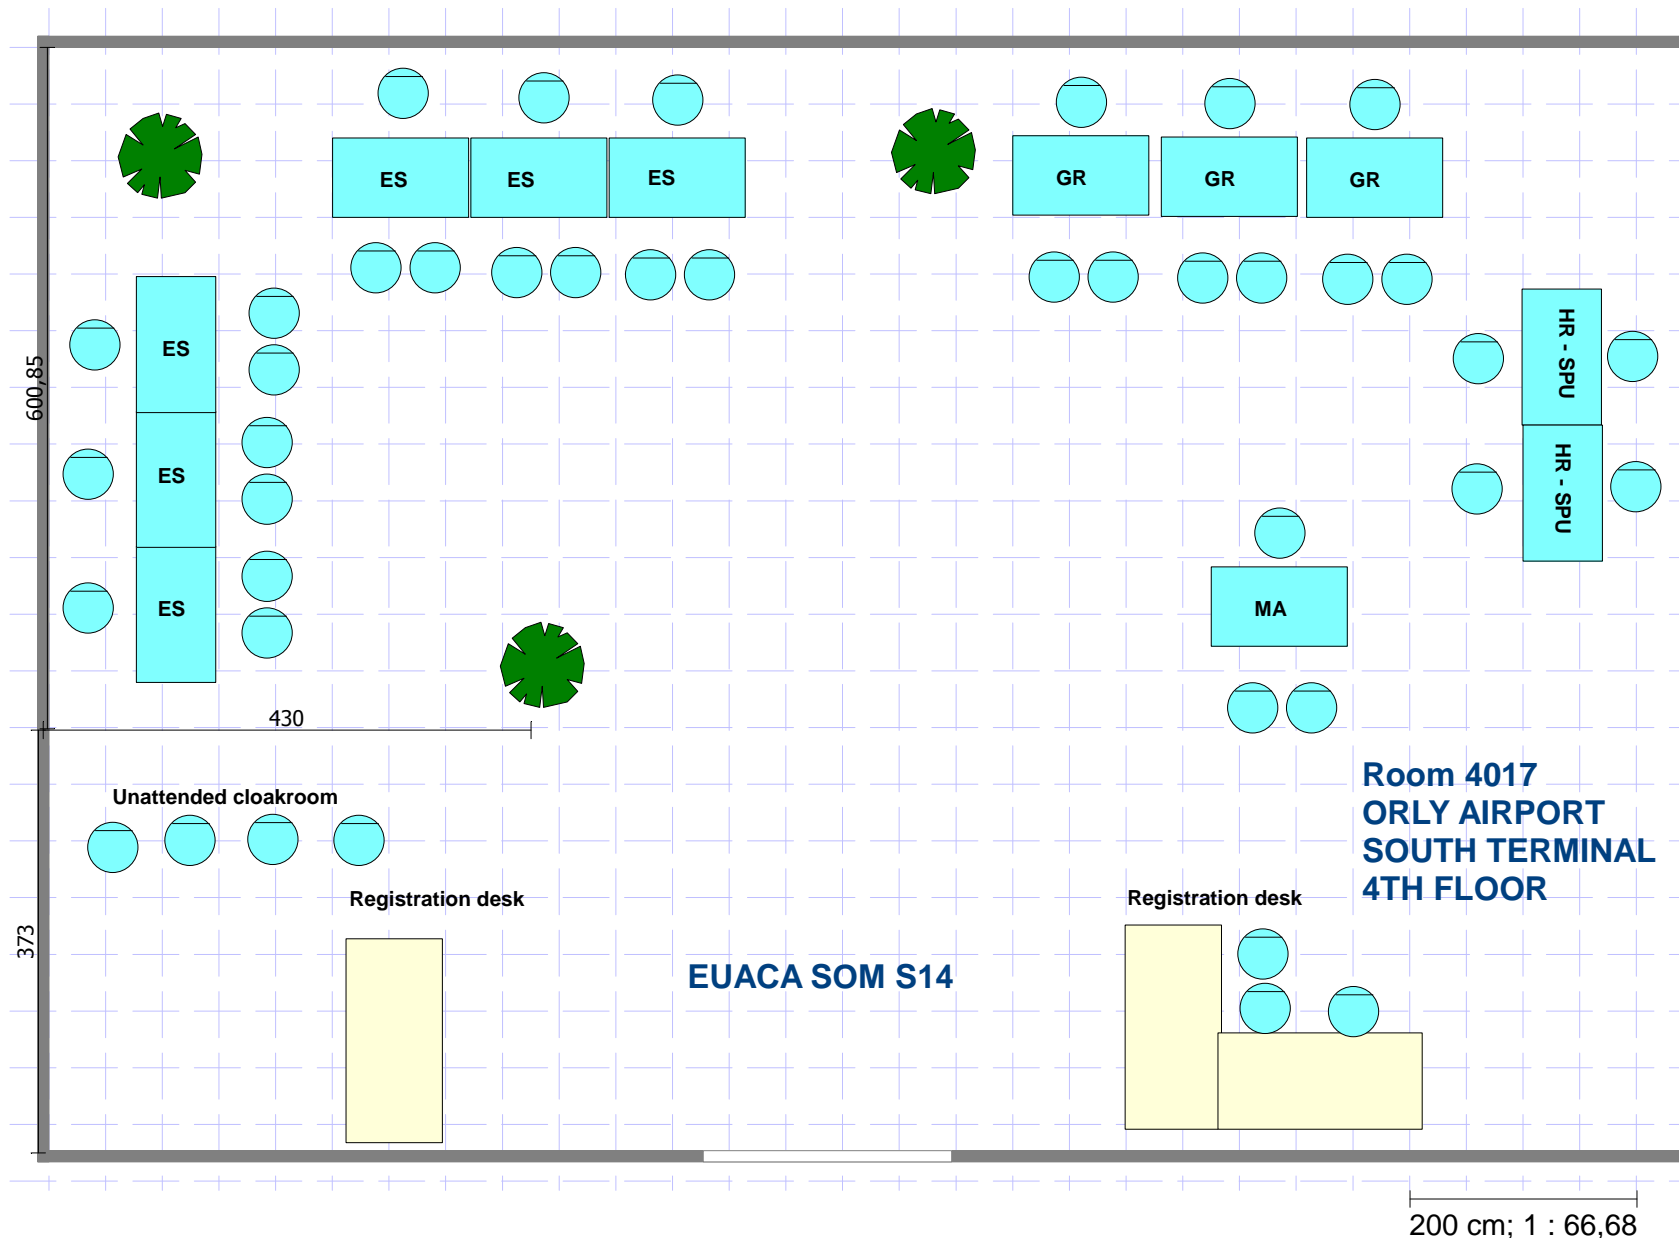 ES
ES
ES
GR
GR
GR
ES
ES
ES
HR - SPU
HR - SPU
MA
600,85
430
Unattended cloakroom
Registration desk
373
EUACA SOM S14
Registration desk
Room 4017
ORLY AIRPORT
SOUTH TERMINAL
4TH FLOOR
200 cm; 1 : 66,68